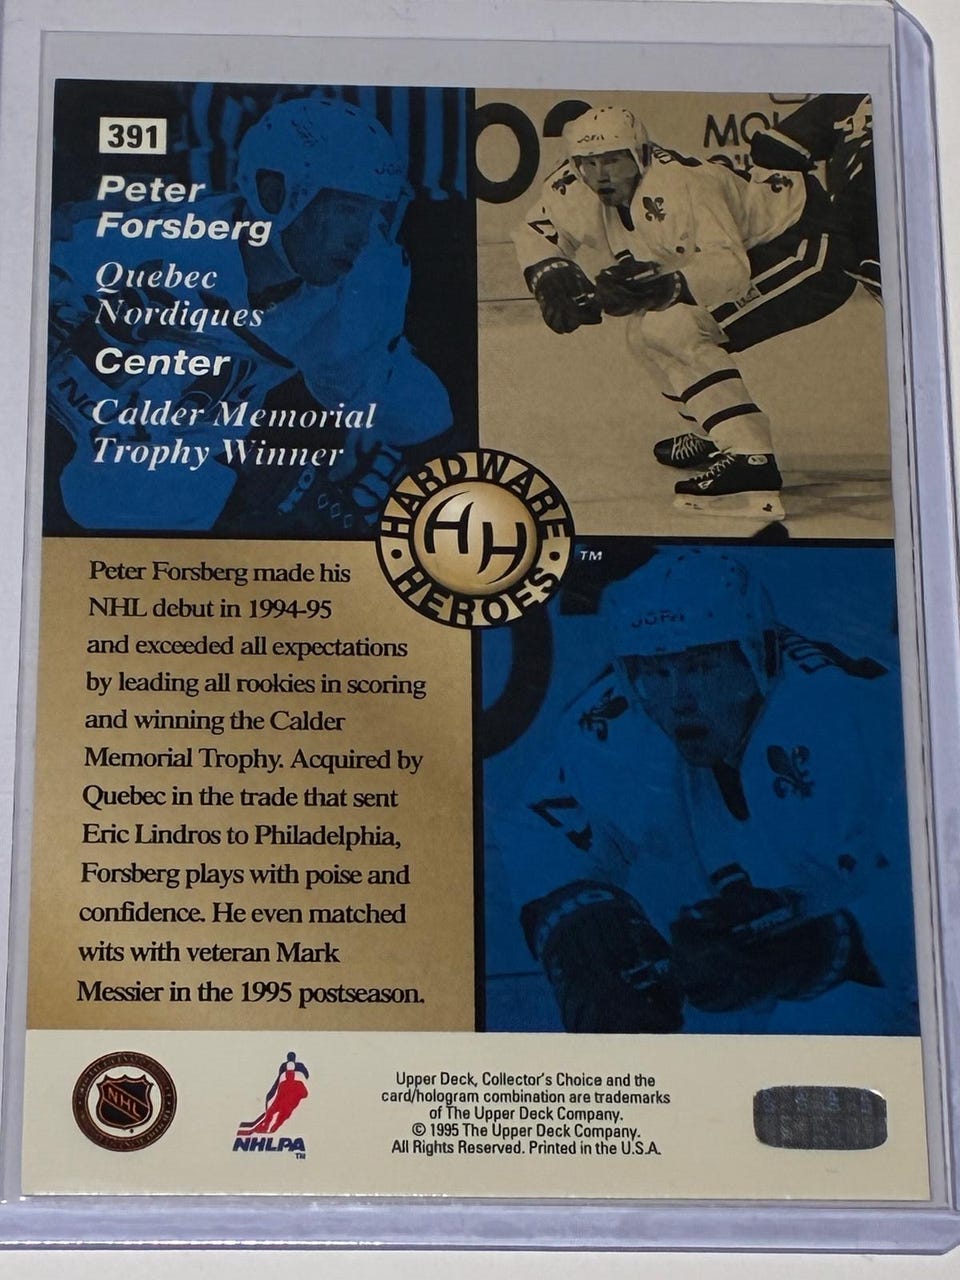 391
Peter
Forsberg
Quebec
Nordiques
Center
Calder Memorial
Trophy Winner
HARDWARE
HH
HEROES
TM
Peter Forsberg made his
NHL debut in 1994-95
and exceeded all expectations
by leading all rookies in scoring
and winning the Calder
Memorial Trophy. Acquired by
Quebec in the trade that sent
Eric Lindros to Philadelphia,
Forsberg plays with poise and
confidence. He even matched
wits with veteran Mark
Messier in the 1995 postseason.
NHL
NHLPA
TM
Upper Deck, Collector's Choice and the
card/hologram combination are trademarks
of The Upper Deck Company.
© 1995 The Upper Deck Company.
All Rights Reserved. Printed in the U.S.A.